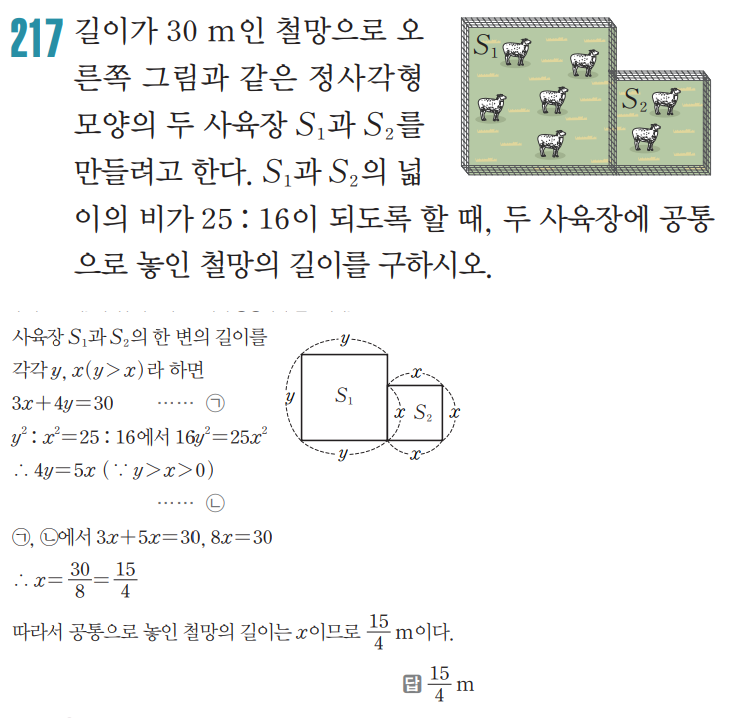 217 길이가 30 m인 철망으로 오
른쪽 그림과 같은 정사각형
모양의 두 사육장 S₁과 S₂를
만들려고 한다. S₁과 S₂의 넓
이의 비가 25 : 16이 되도록 할 때, 두 사육장에 공통
으로 놓인 철망의 길이를 구하시오.
S₁
S₂
사육장 S₁과 S₂의 한 변의 길이를
각각 y, x(y>x)라 하면
3x+4y=30 …… ㉠
y² : x²=25 : 16에서 16y²=25x²
∴ 4y=5x (∵ y>x>0)
…… ㉡
㉠, ㉡에서 3x+5x=30, 8x=30
∴ x=30/8=15/4
따라서 공통으로 놓인 철망의 길이는 x이므로 15/4 m이다.
답 15/4 m
y
y
S₁
y
x
x
S₂
x
x